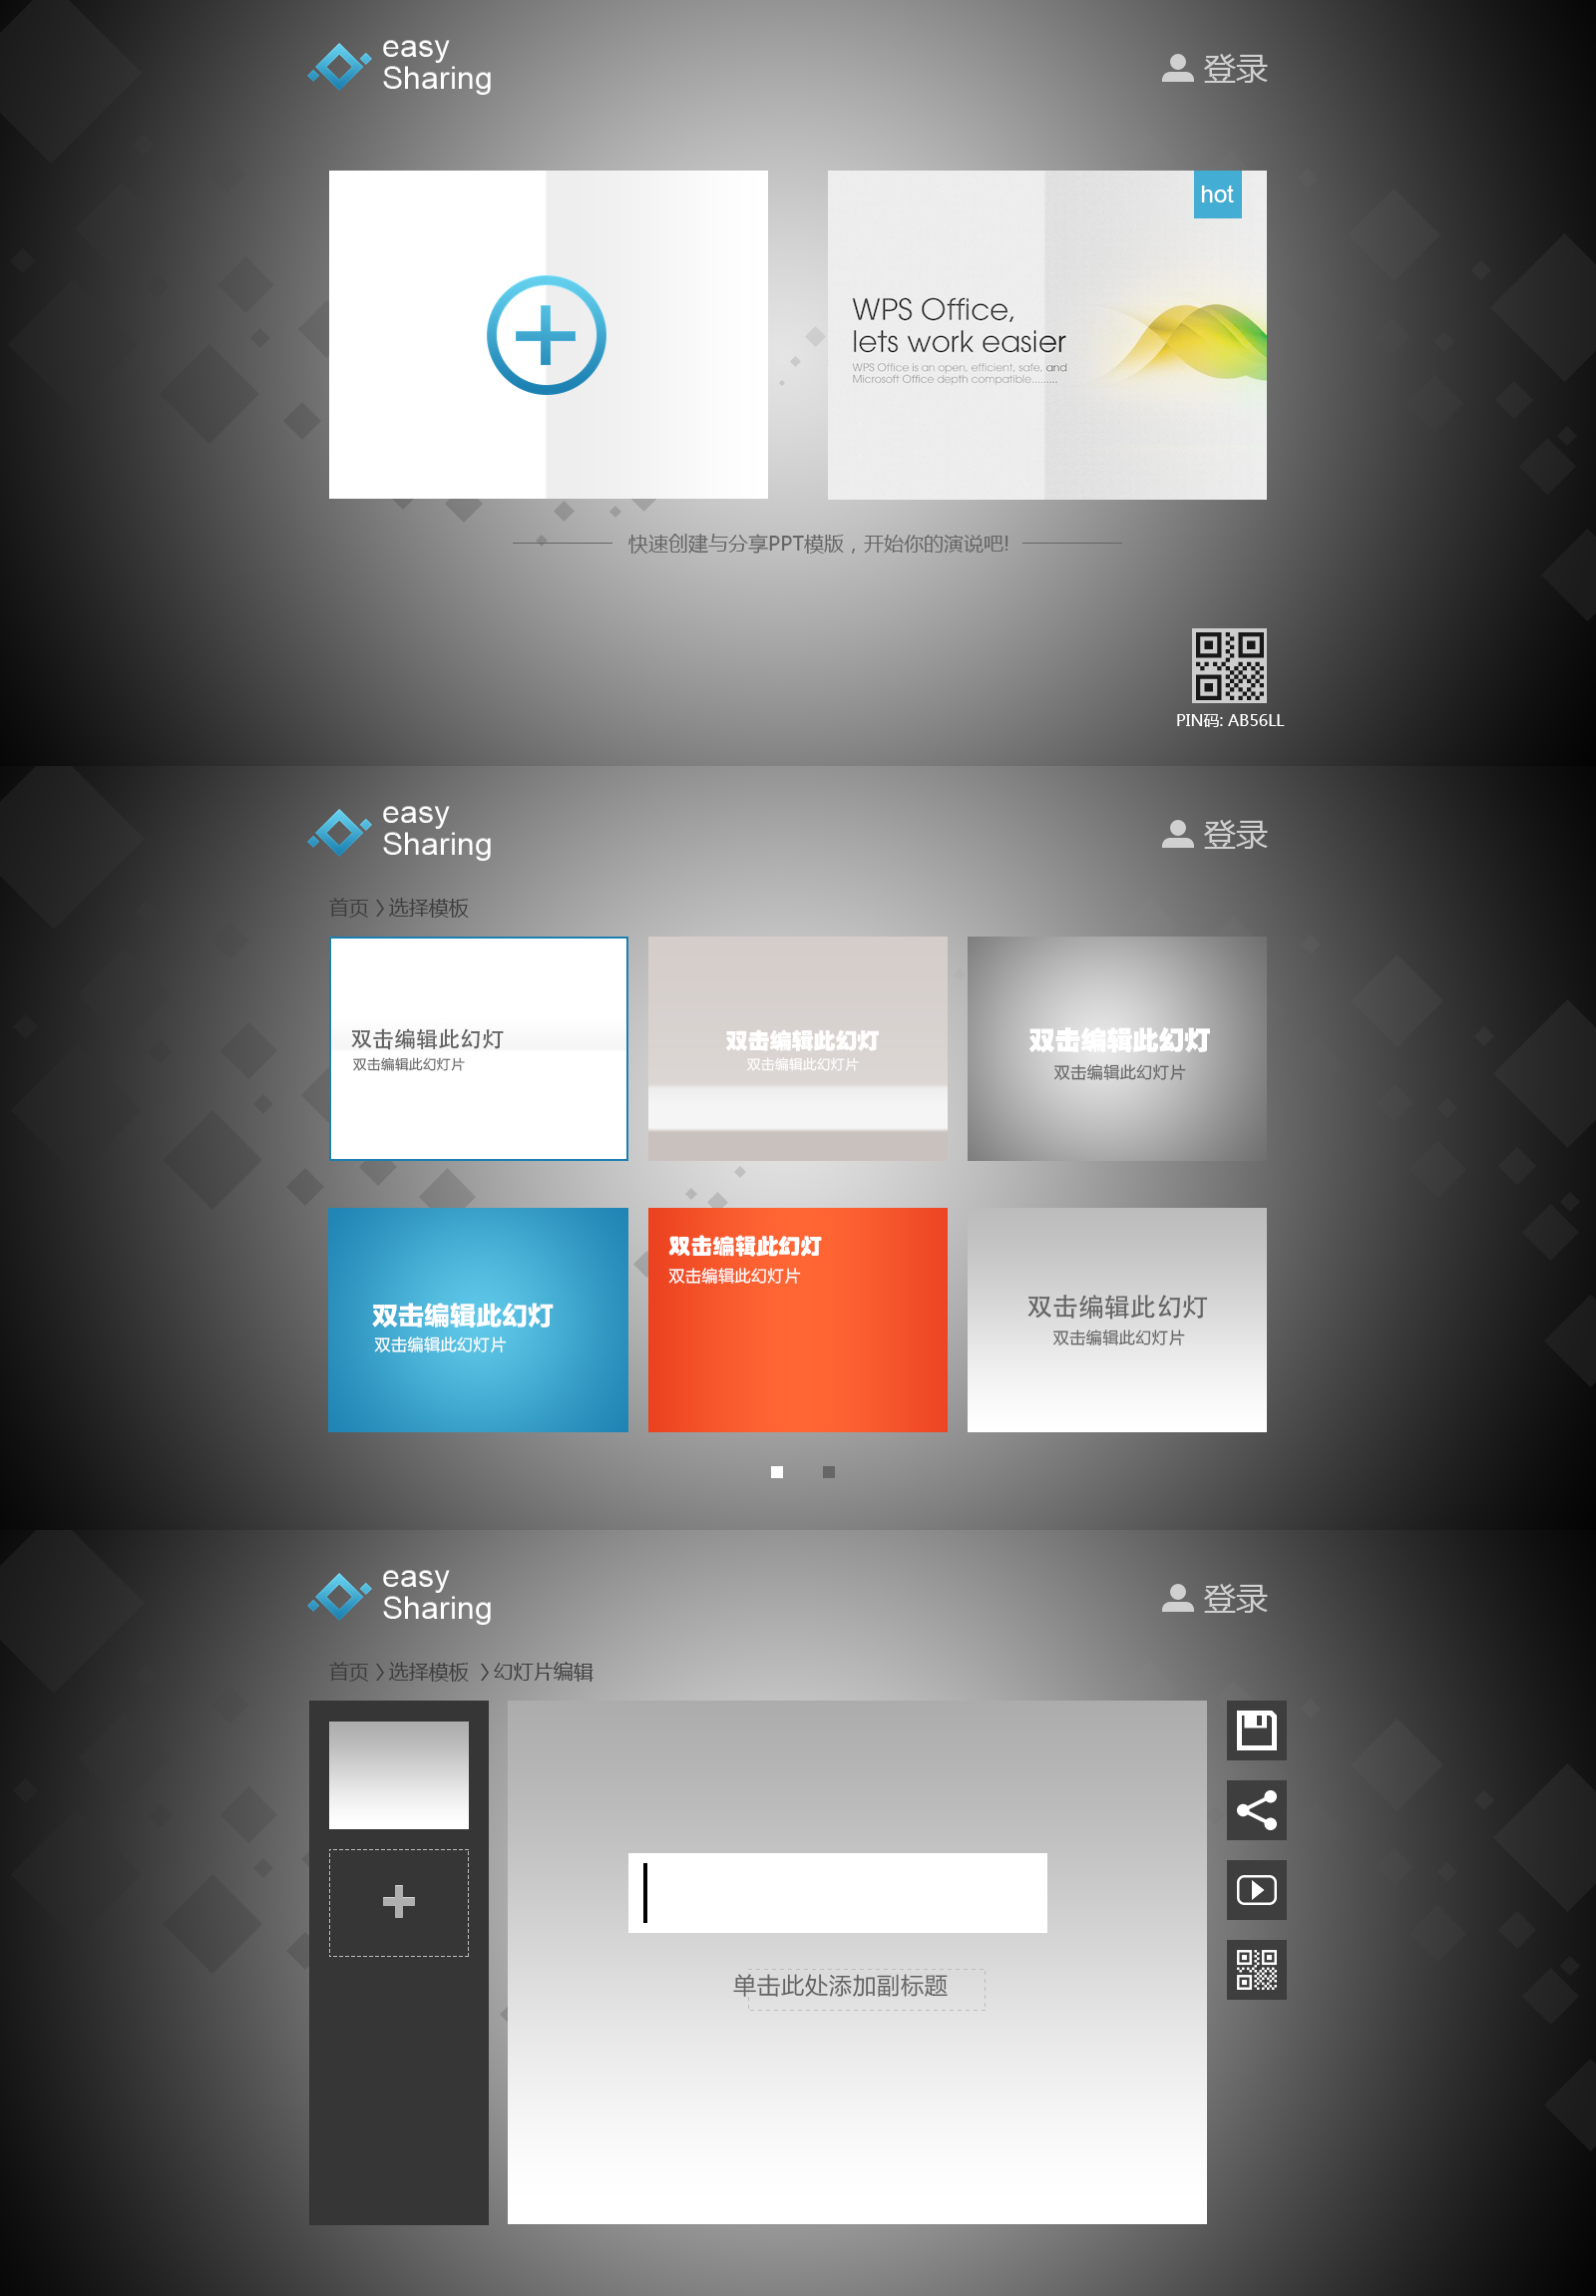 easy
Sharing
登录
hot
WPS Office,
lets work easier
WPS Office is an open, efficient, safe, and
Microsoft Office depth compatible.........
快速创建与分享PPT模版，开始你的演说吧!
PIN码: AB56LL
easy
Sharing
登录
首页 〉选择模板
双击编辑此幻灯
双击编辑此幻灯片
双击编辑此幻灯
双击编辑此幻灯片
双击编辑此幻灯
双击编辑此幻灯片
双击编辑此幻灯
双击编辑此幻灯片
双击编辑此幻灯
双击编辑此幻灯片
双击编辑此幻灯
双击编辑此幻灯片
easy
Sharing
登录
首页 〉选择模板 〉幻灯片编辑
单击此处添加副标题